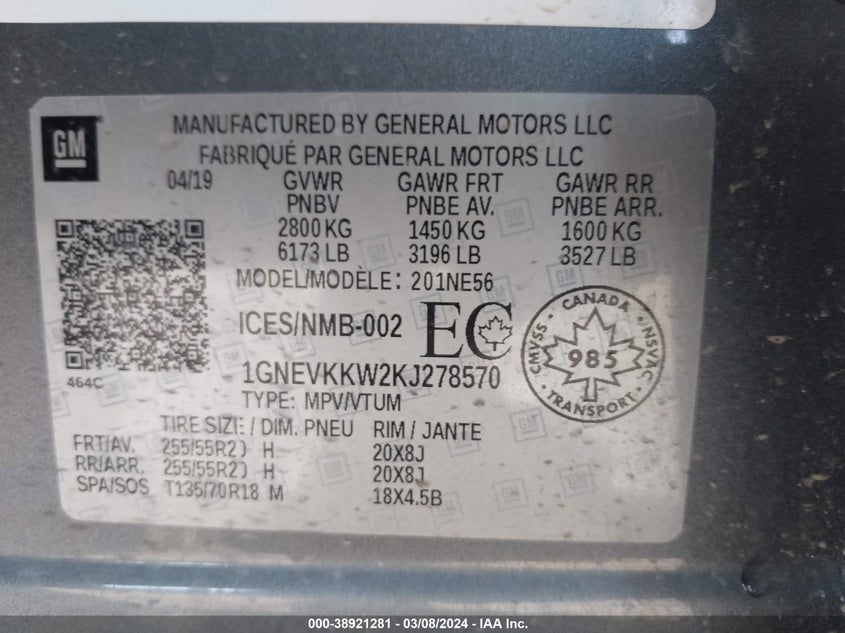 GM
MANUFACTURED BY GENERAL MOTORS LLC
FABRIQUÉ PAR GENERAL MOTORS LLC
04/19 GVWR GAWR FRT GAWR RR
PNBV PNBE AV. PNBE ARR.
2800 KG 1450 KG 1600 KG
6173 LB 3196 LB 3527 LB
MODEL/MODÈLE: 201NE56
ICES/NMB-002 EC
CANADA
CMVSS NSVAC
985
TRANSPORT
464C
1GNEVKKW2KJ278570
TYPE: MPV/VTUM
TIRE SIZE / DIM. PNEU RIM / JANTE
FRT/AV. 255/55R20 H 20X8J
RR/ARR. 255/55R20 H 20X8J
SPA/SOS T135/70R18 M 18X4.5B
000-38921281 - 03/08/2024 - IAA Inc.